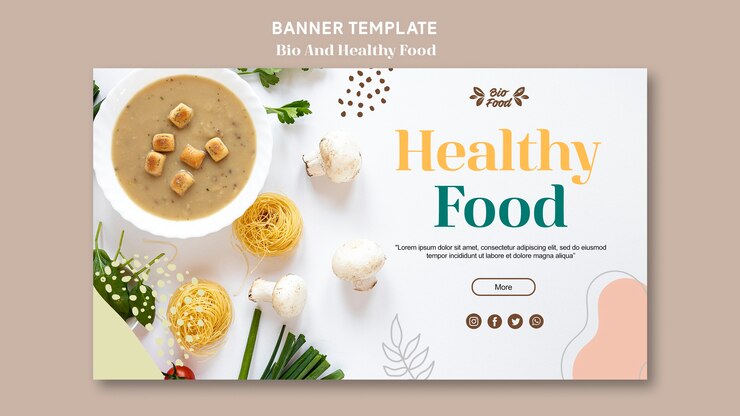 BANNER TEMPLATE
Bio And Healthy Food
Bio
Food
Healthy
Food
"Lorem ipsum dolor sit amet, consectetur adipiscing elit, sed do eiusmod
tempor incididunt ut labore et dolore magna aliqua"
More